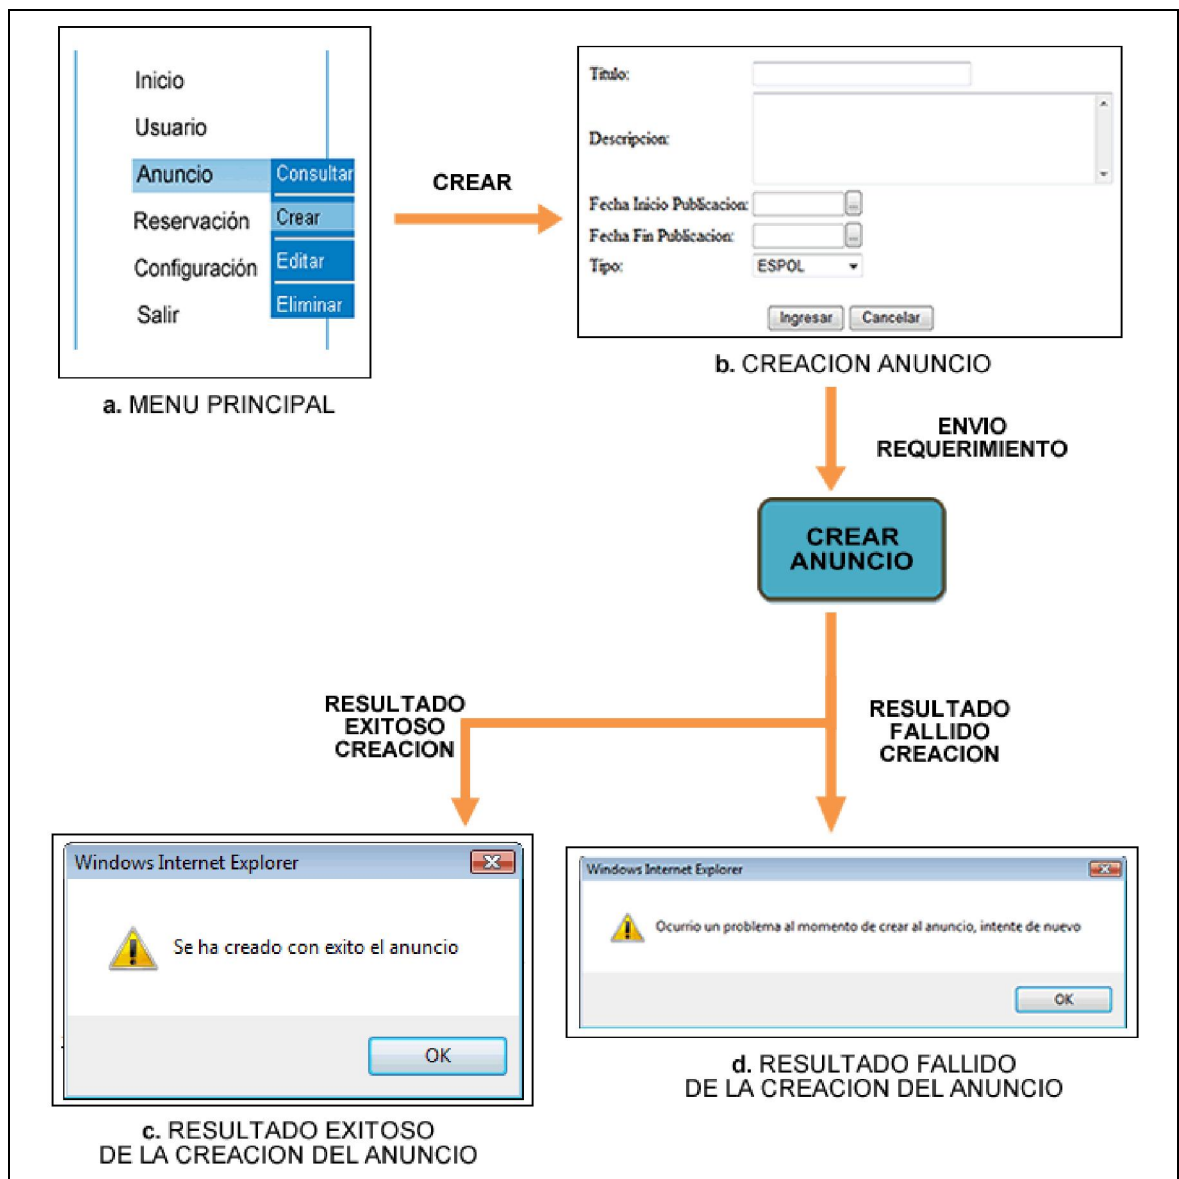 Inicio
Usuario
Anuncio
Consultar
Reservación
Crear
Configuración
Editar
Salir
Eliminar
a. MENU PRINCIPAL
CREAR
Titulo:
Descripcion:
Fecha Inicio Publicacion:
...
Fecha Fin Publicacion:
...
Tipo:
ESPOL
Ingresar
Cancelar
b. CREACION ANUNCIO
ENVIO
REQUERIMIENTO
CREAR
ANUNCIO
RESULTADO
EXITOSO
CREACION
RESULTADO
FALLIDO
CREACION
Windows Internet Explorer
Se ha creado con exito el anuncio
OK
c. RESULTADO EXITOSO
DE LA CREACION DEL ANUNCIO
Windows Internet Explorer
Ocurrio un problema al momento de crear al anuncio, intente de nuevo
OK
d. RESULTADO FALLIDO
DE LA CREACION DEL ANUNCIO